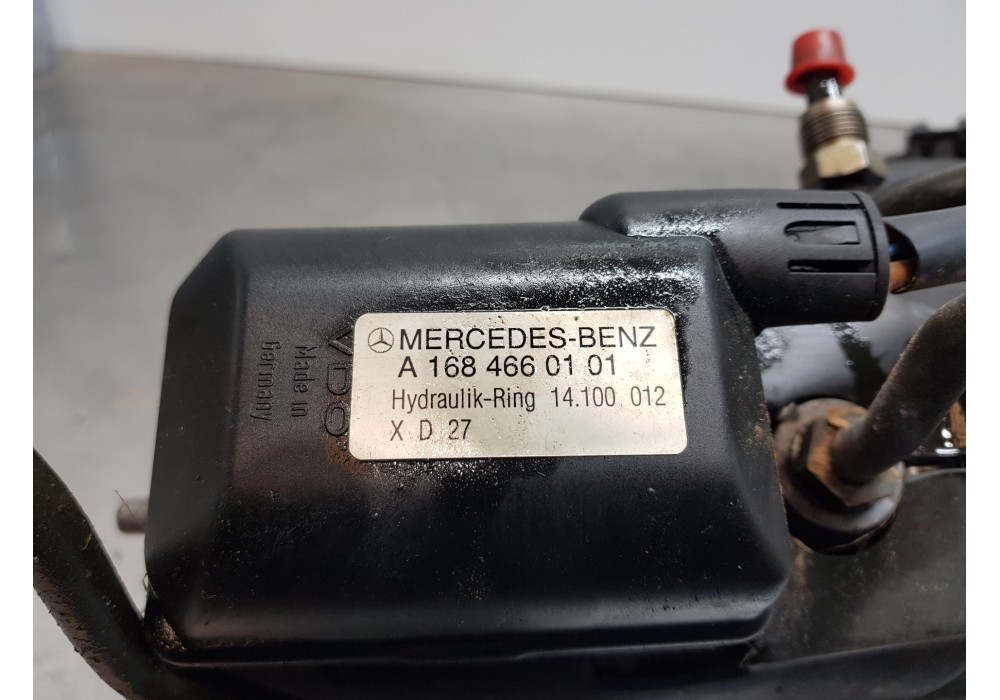 MERCEDES-BENZ
A 168 466 01 01
Hydraulik-Ring 14.100 012
X D 27
VDO
Made in
Germany